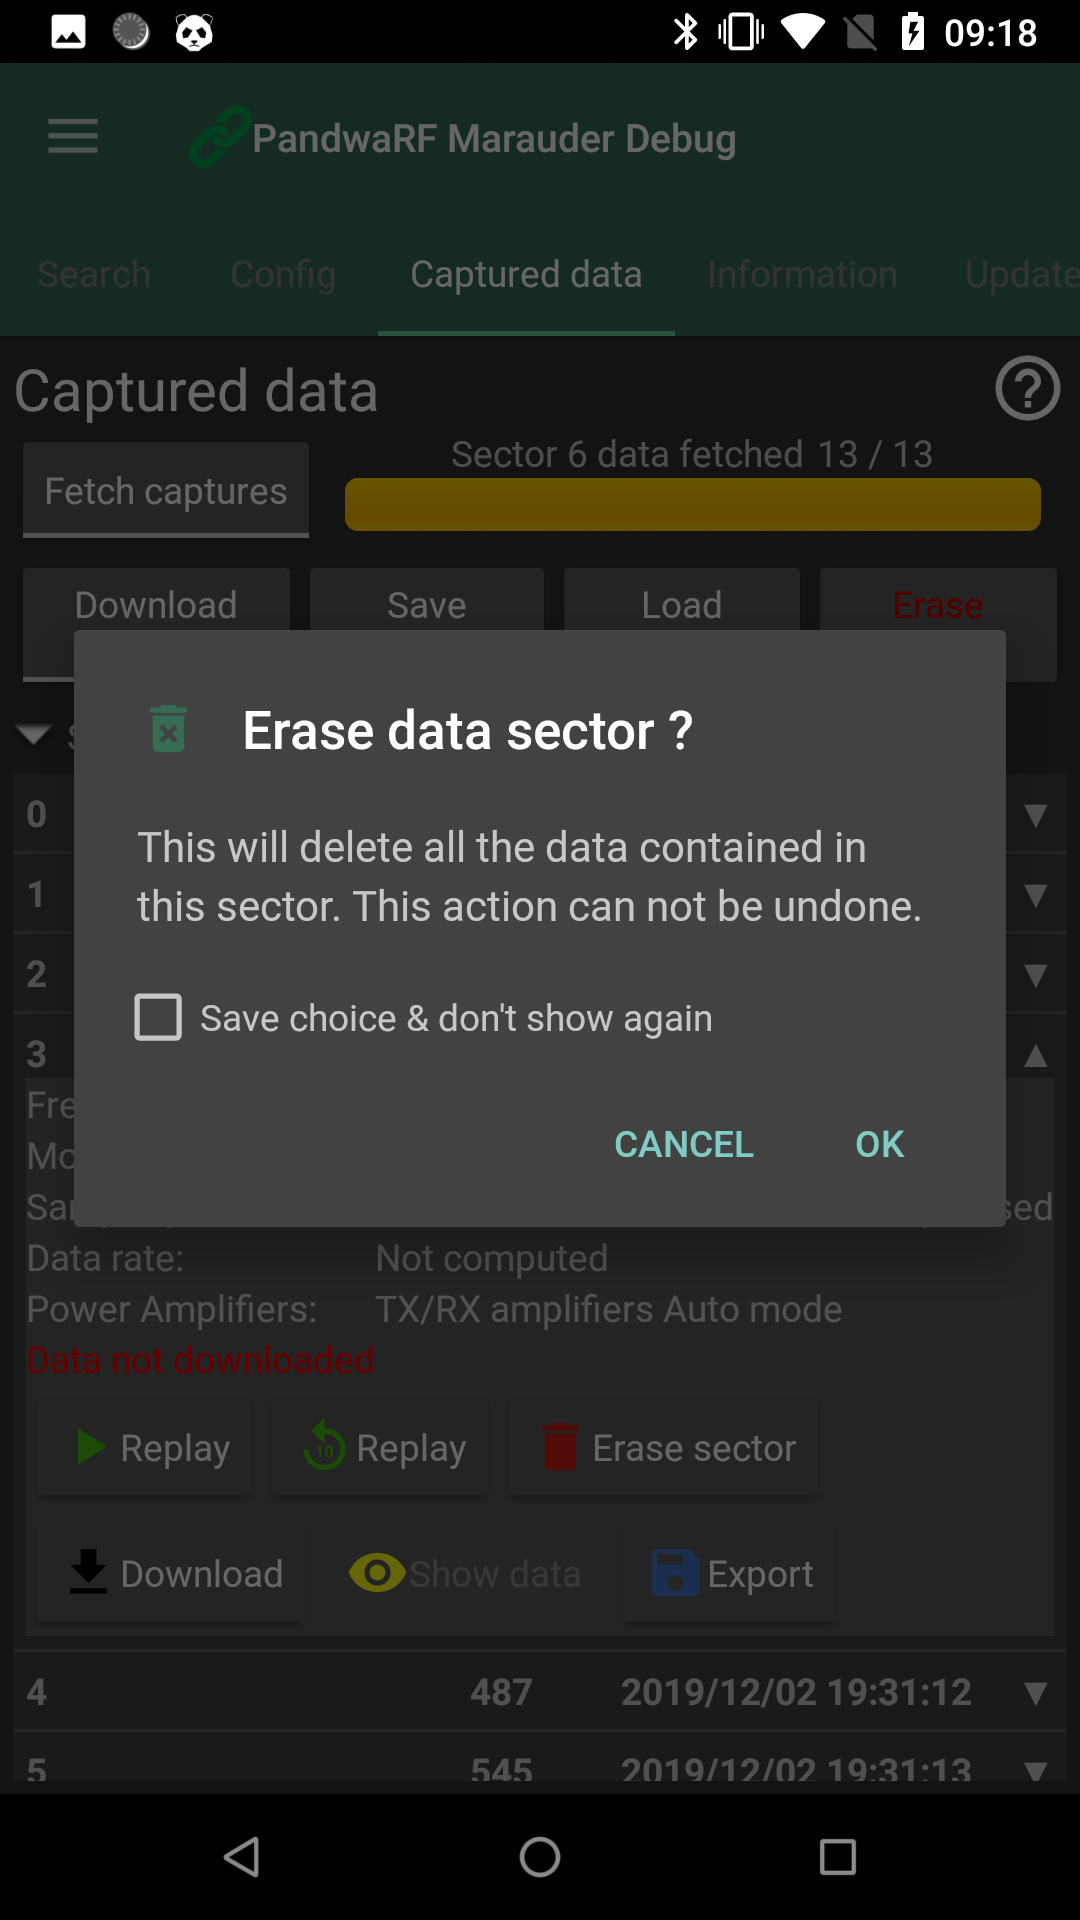 09:18
PandwaRF Marauder Debug
Search Config Captured data Information Update
Captured data
Sector 6 data fetched 13 / 13
Fetch captures
Download Save Load Erase
Erase data sector ?
0
This will delete all the data contained in
1
this sector. This action can not be undone.
2
Save choice & don't show again
3
CANCEL OK
Data rate: Not computed
Power Amplifiers: TX/RX amplifiers Auto mode
Data not downloaded
Replay 10 Replay Erase sector
Download Show data Export
4 487 2019/12/02 19:31:12
5 545 2019/12/02 19:31:13